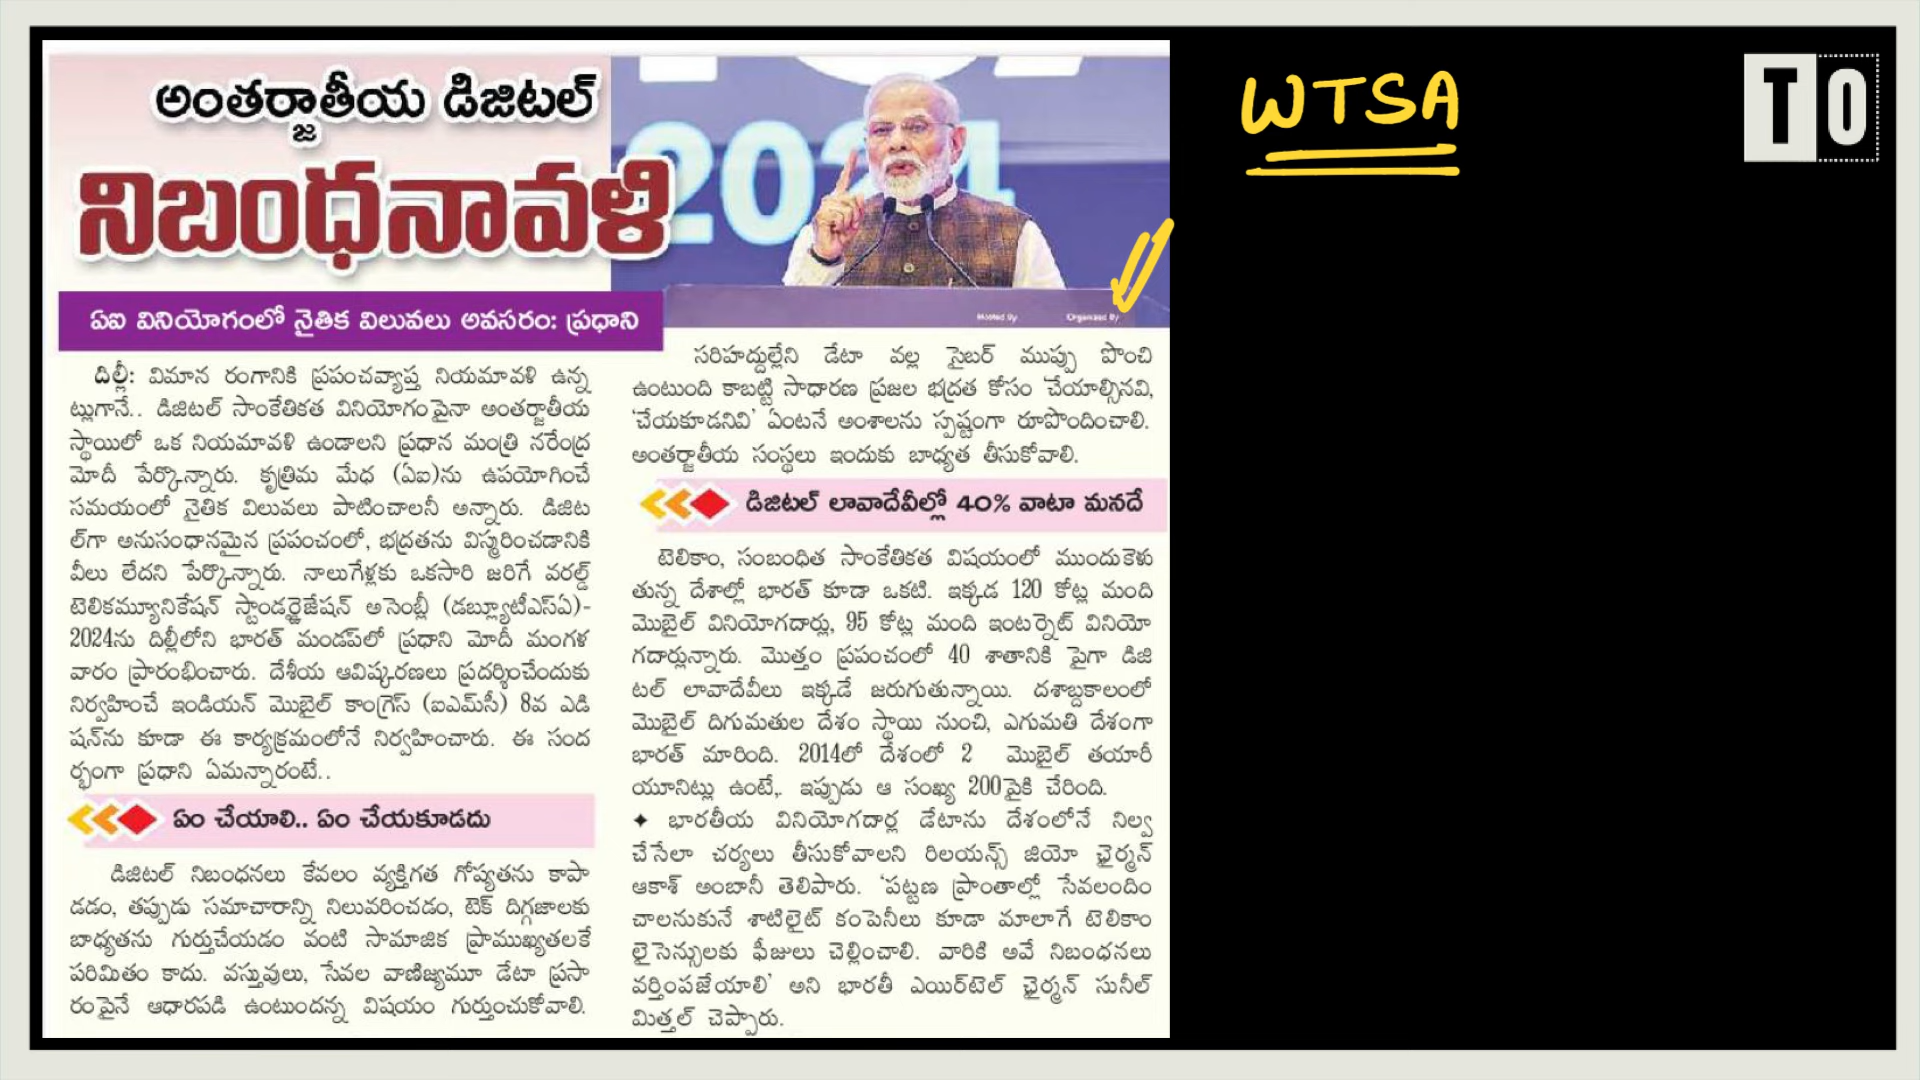 అంతర్జాతీయ డిజిటల్
నిబంధనావళి
2024
Hosted By
Organised By
ఏఐ వినియోగంలో నైతిక విలువలు అవసరం: ప్రధాని
దిల్లీ: విమాన రంగానికి ప్రపంచవ్యాప్త నియమావళి ఉన్న
ట్లుగానే.. డిజిటల్ సాంకేతికత వినియోగంపైనా అంతర్జాతీయ
స్థాయిలో ఒక నియమావళి ఉండాలని ప్రధాన మంత్రి నరేంద్ర
మోదీ పేర్కొన్నారు. కృత్రిమ మేధ (ఏఐ)ను ఉపయోగించే
సమయంలో నైతిక విలువలు పాటించాలనీ అన్నారు. డిజిట
ల్‌గా అనుసంధానమైన ప్రపంచంలో, భద్రతను విస్మరించడానికి
వీలు లేదని పేర్కొన్నారు. నాలుగేళ్లకు ఒకసారి జరిగే వరల్డ్
టెలికమ్యూనికేషన్ స్టాండర్డైజేషన్ అసెంబ్లీ (డబ్ల్యూటీఎస్ఏ)-
2024ను దిల్లీలోని భారత్ మండప్‌లో ప్రధాని మోదీ మంగళ
వారం ప్రారంభించారు. దేశీయ ఆవిష్కరణలు ప్రదర్శించేందుకు
నిర్వహించే ఇండియన్ మొబైల్ కాంగ్రెస్ (ఐఎమ్‌సీ) 8వ ఎడి
షన్‌ను కూడా ఈ కార్యక్రమంలోనే నిర్వహించారు. ఈ సంద
ర్భంగా ప్రధాని ఏమన్నారంటే..
ఏం చేయాలి.. ఏం చేయకూడదు
డిజిటల్ నిబంధనలు కేవలం వ్యక్తిగత గోప్యతను కాపా
డడం, తప్పుడు సమాచారాన్ని నిలువరించడం, టెక్ దిగ్గజాలకు
బాధ్యతను గుర్తుచేయడం వంటి సామాజిక ప్రాముఖ్యతలకే
పరిమితం కాదు. వస్తువులు, సేవల వాణిజ్యమూ డేటా ప్రసా
రంపైనే ఆధారపడి ఉంటుందన్న విషయం గుర్తుంచుకోవాలి.
సరిహద్దుల్లేని డేటా వల్ల సైబర్ ముప్పు పొంచి
ఉంటుంది కాబట్టి సాధారణ ప్రజల భద్రత కోసం 'చేయాల్సినవి,
'చేయకూడనివి' ఏంటనే అంశాలను స్పష్టంగా రూపొందించాలి.
అంతర్జాతీయ సంస్థలు ఇందుకు బాధ్యత తీసుకోవాలి.
డిజిటల్ లావాదేవీల్లో 40% వాటా మనదే
టెలికాం, సంబంధిత సాంకేతికత విషయంలో ముందుకెళు
తున్న దేశాల్లో భారత్ కూడా ఒకటి. ఇక్కడ 120 కోట్ల మంది
మొబైల్ వినియోగదార్లు, 95 కోట్ల మంది ఇంటర్నెట్ వినియో
గదార్లున్నారు. మొత్తం ప్రపంచంలో 40 శాతానికి పైగా డిజి
టల్ లావాదేవీలు ఇక్కడే జరుగుతున్నాయి. దశాబ్దకాలంలో
మొబైల్ దిగుమతుల దేశం స్థాయి నుంచి, ఎగుమతి దేశంగా
భారత్ మారింది. 2014లో దేశంలో 2 మొబైల్ తయారీ
యూనిట్లు ఉంటే,. ఇప్పుడు ఆ సంఖ్య 200పైకి చేరింది.
✦ భారతీయ వినియోగదార్ల డేటాను దేశంలోనే నిల్వ
చేసేలా చర్యలు తీసుకోవాలని రిలయన్స్ జియో ఛైర్మన్
ఆకాశ్ అంబానీ తెలిపారు. 'పట్టణ ప్రాంతాల్లో సేవలందిం
చాలనుకునే శాటిలైట్ కంపెనీలు కూడా మాలాగే టెలికాం
లైసెన్సులకు ఫీజులు చెల్లించాలి. వారికి అవే నిబంధనలు
వర్తింపజేయాలి' అని భారతీ ఎయిర్‌టెల్ ఛైర్మన్ సునీల్
మిత్తల్ చెప్పారు.
WTSA
TO